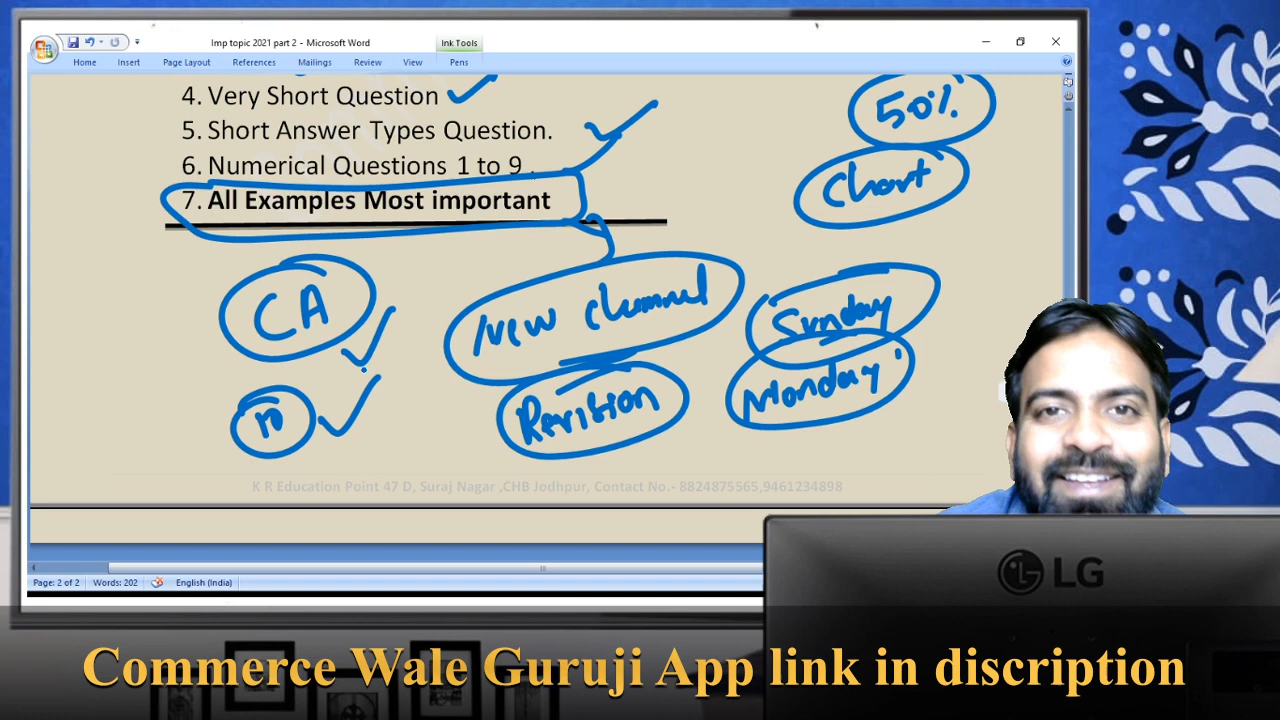 Imp topic 2021 part 2 - Microsoft Word
Ink Tools
Home Insert Page Layout References Mailings Review View Pens
4. Very Short Question
5. Short Answer Types Question.
6. Numerical Questions 1 to 9 .
7. All Examples Most important
50%
Chart
CA
New channel
Sunday
Monday
Revision
10
K R Education Point 47 D, Suraj Nagar ,CHB Jodhpur, Contact No.- 8824875565,9461234898
Page: 2 of 2 Words: 202 English (India)
LG
Commerce Wale Guruji App link in discription